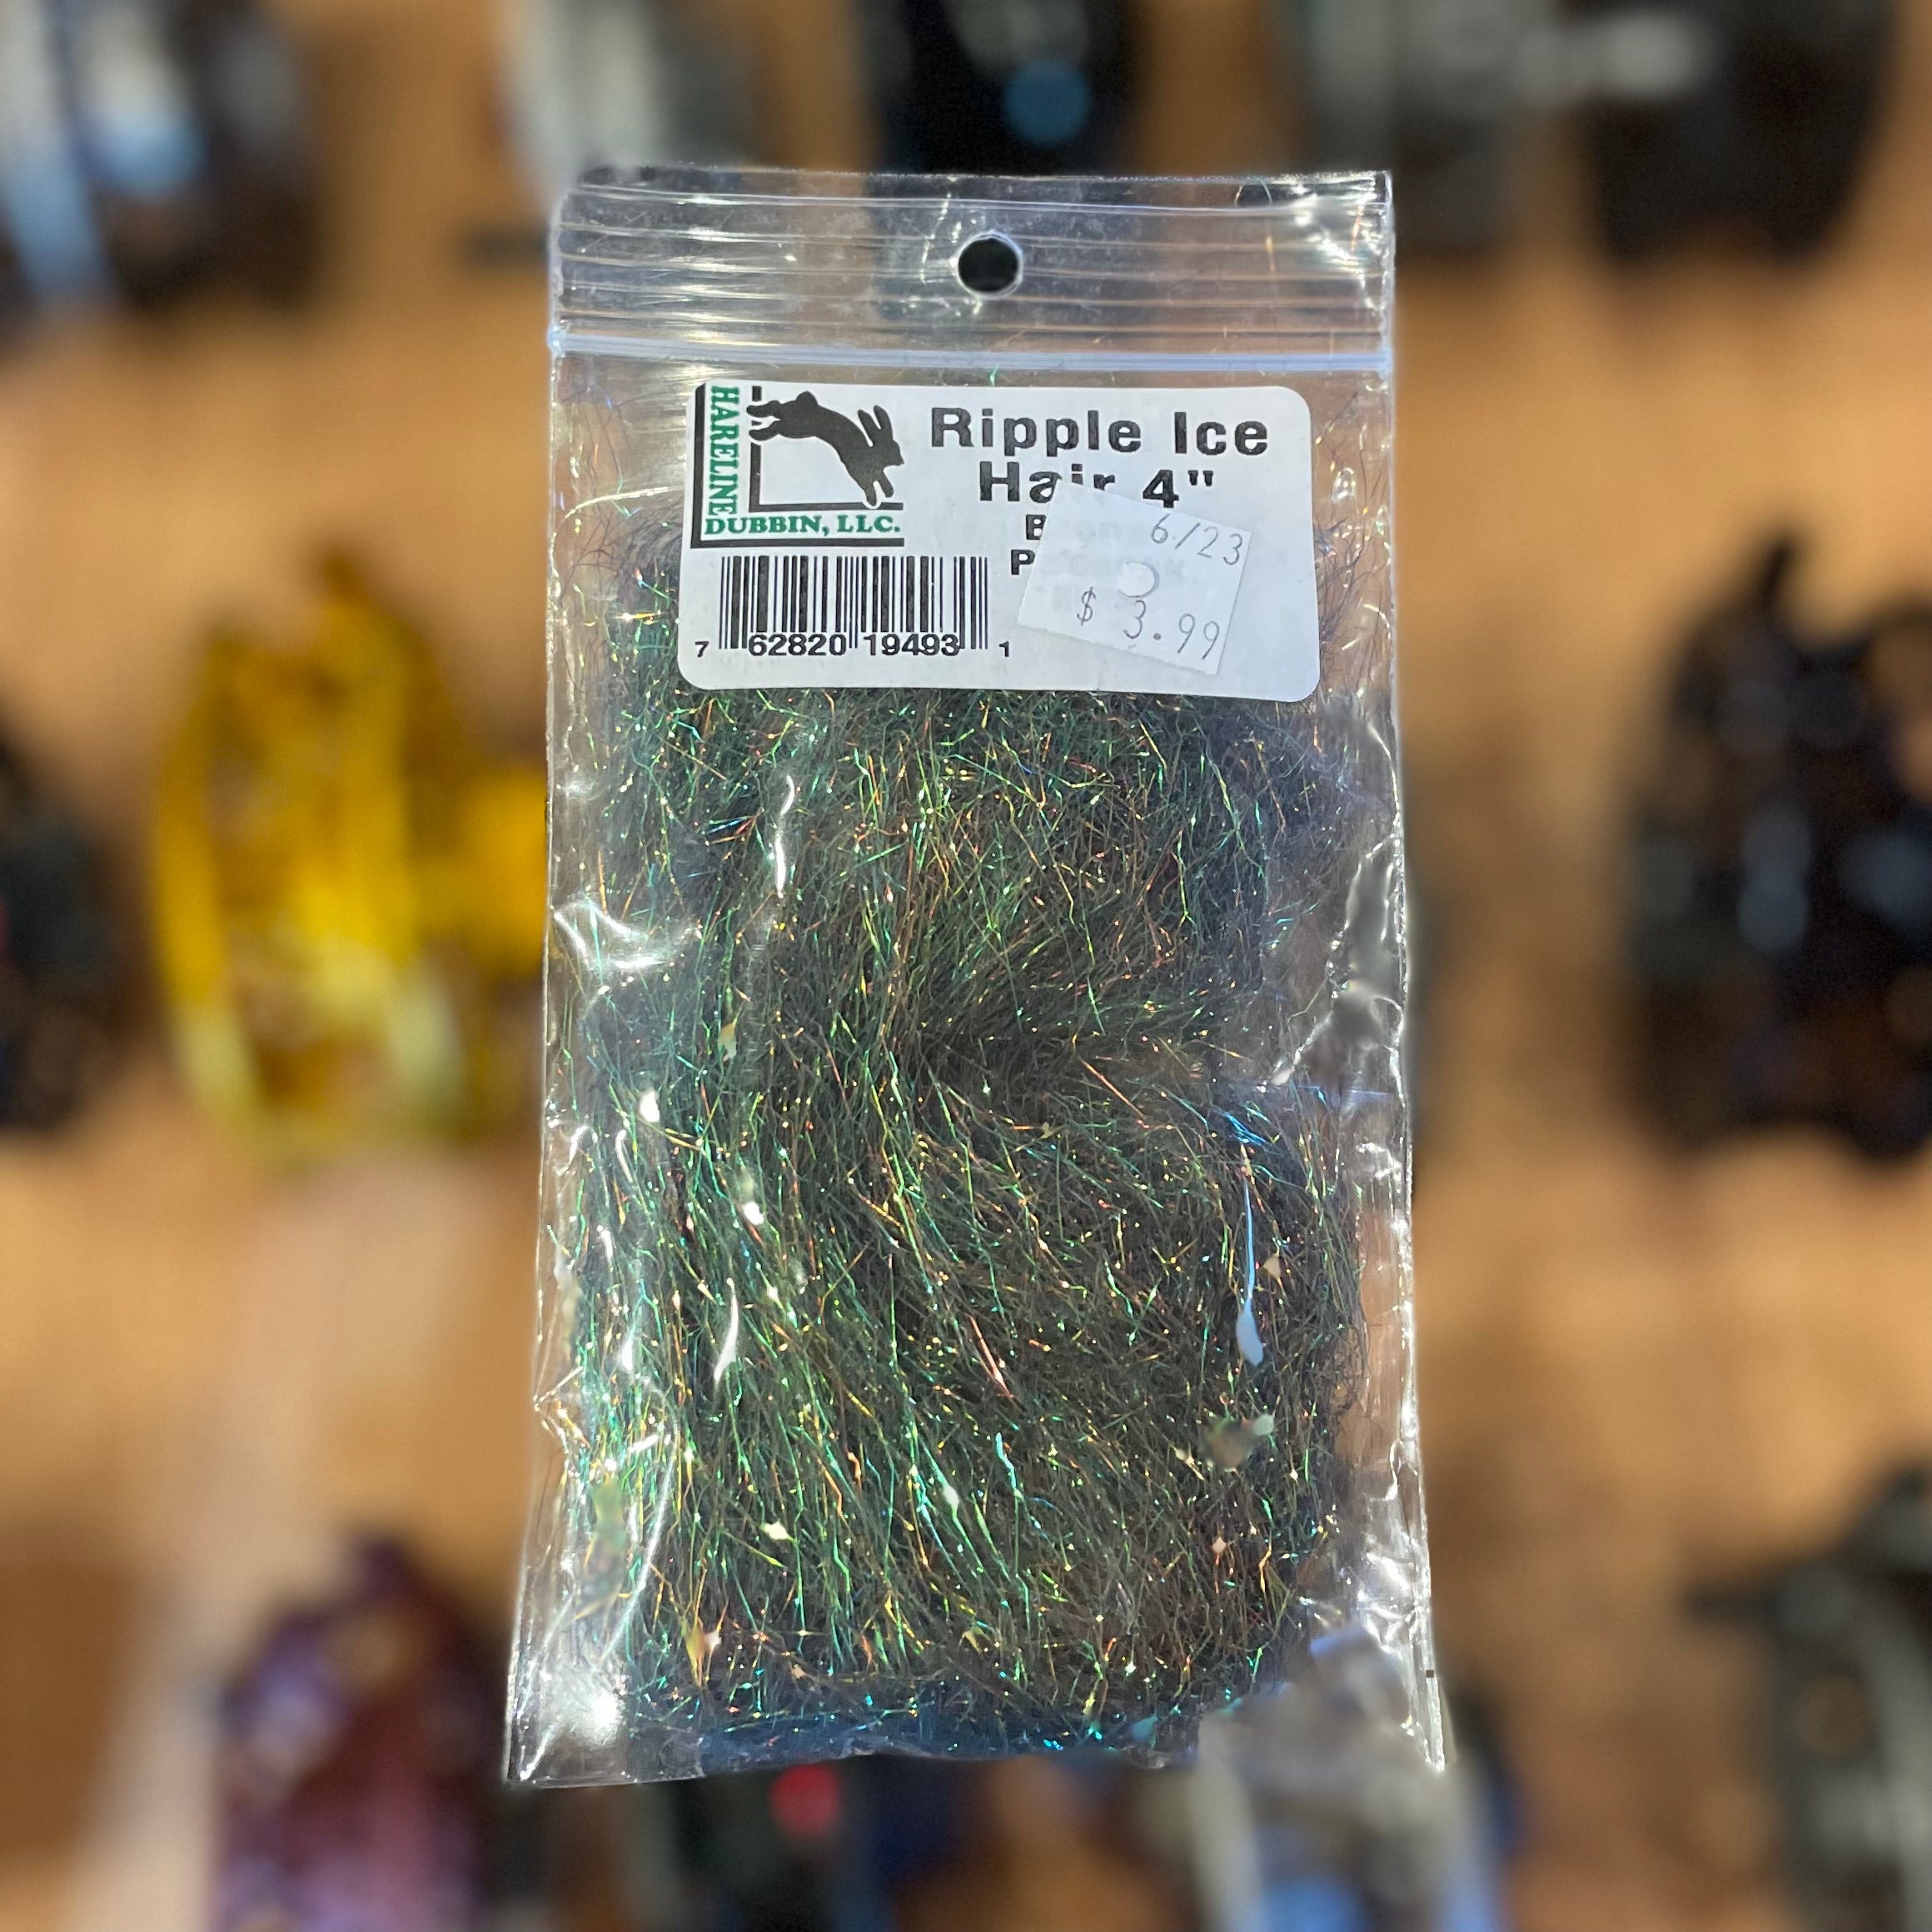 HARELINE
DUBBIN, LLC.
Ripple Ice
Hair 4"
6/23
$ 3.99
7 62820 19493 1